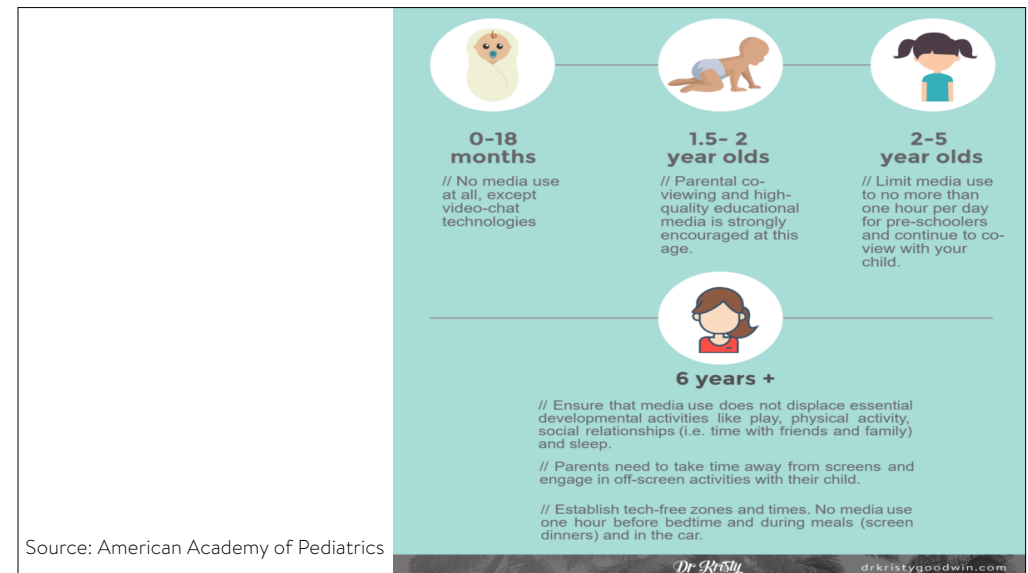 0-18
months
// No media use
at all, except
video-chat
technologies
1.5- 2
year olds
// Parental co-
viewing and high-
quality educational
media is strongly
encouraged at this
age.
2-5
year olds
// Limit media use
to no more than
one hour per day
for pre-schoolers
and continue to co-
view with your
child.
6 years +
// Ensure that media use does not displace essential
developmental activities like play, physical activity,
social relationships (i.e. time with friends and family)
and sleep.
// Parents need to take time away from screens and
engage in off-screen activities with their child.
// Establish tech-free zones and times. No media use
one hour before bedtime and during meals (screen
dinners) and in the car.
Source: American Academy of Pediatrics
Dr Kristy
drkristygoodwin.com